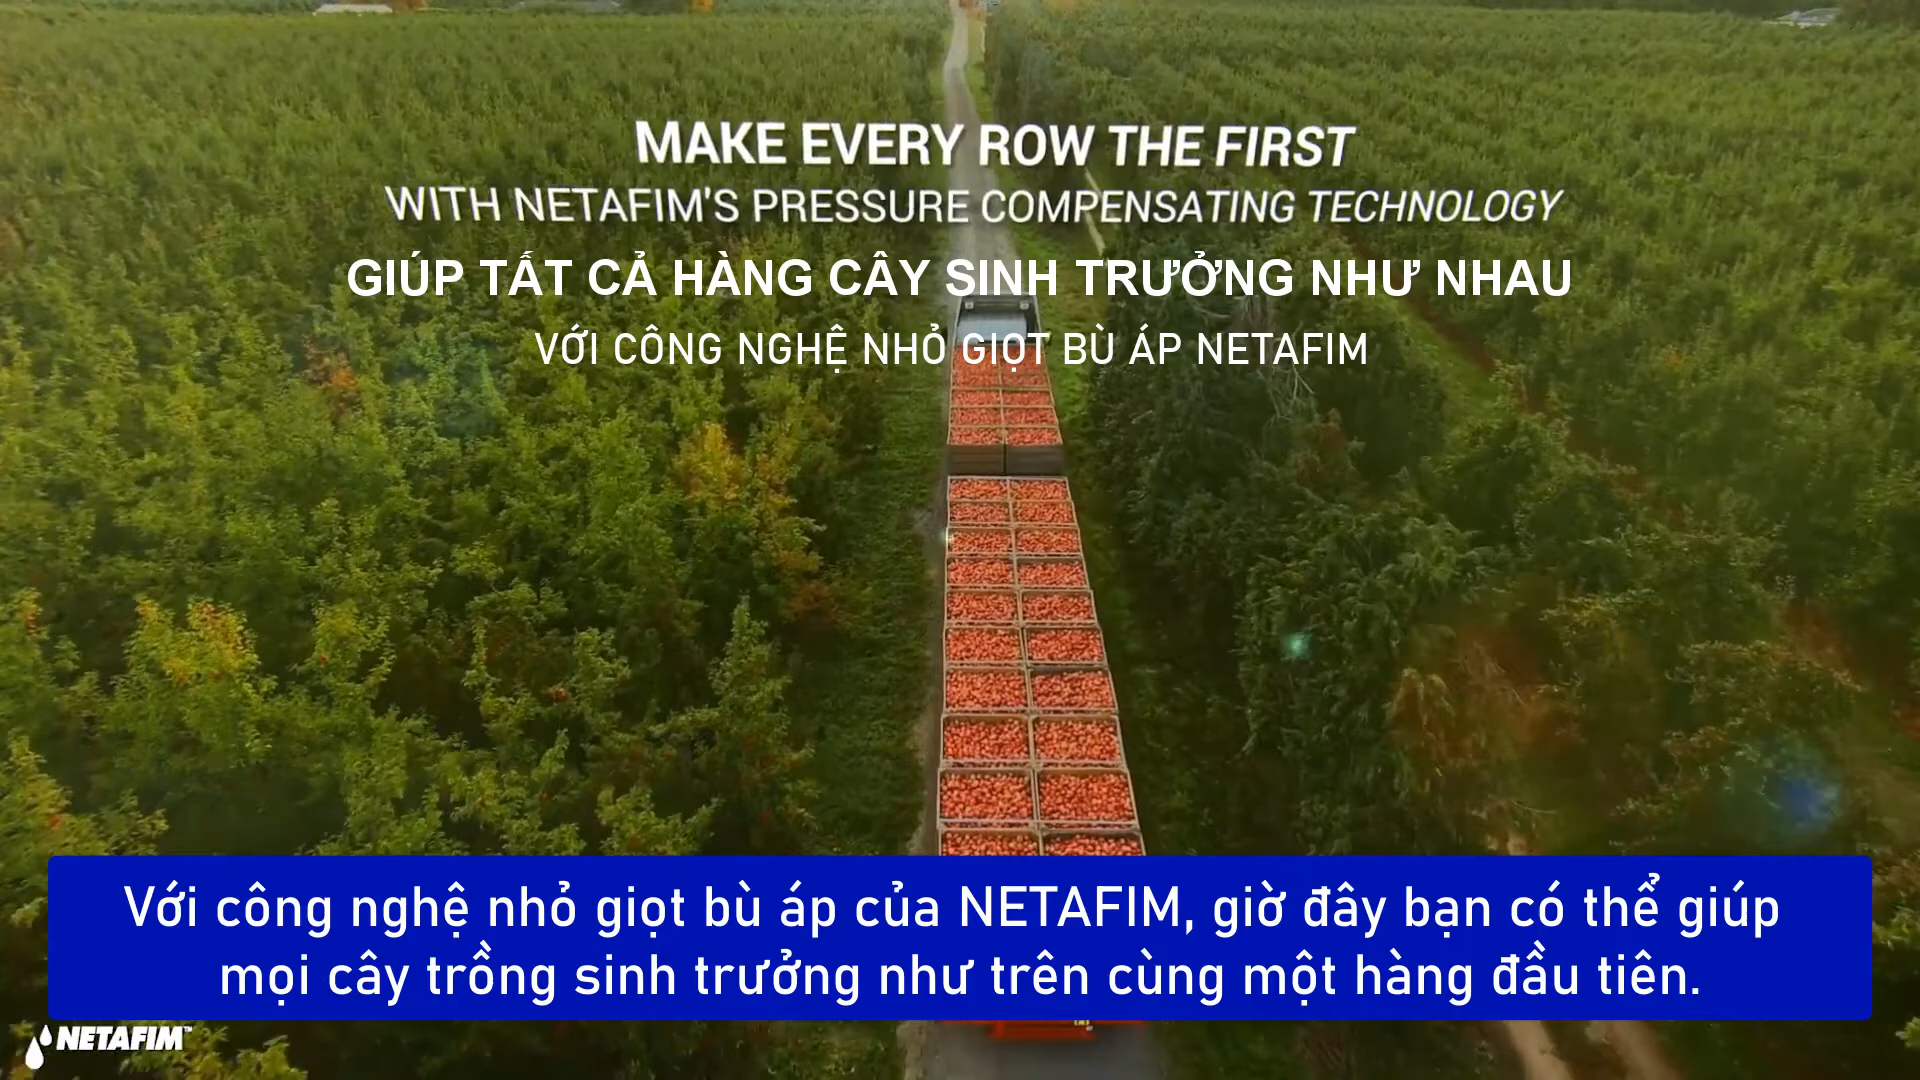 MAKE EVERY ROW THE FIRST
WITH NETAFIM'S PRESSURE COMPENSATING TECHNOLOGY
GIÚP TẤT CẢ HÀNG CÂY SINH TRƯỞNG NHƯ NHAU
VỚI CÔNG NGHỆ NHỎ GIỌT BÙ ÁP NETAFIM
Với công nghệ nhỏ giọt bù áp của NETAFIM, giờ đây bạn có thể giúp
mọi cây trồng sinh trưởng như trên cùng một hàng đầu tiên.
NETAFIM™